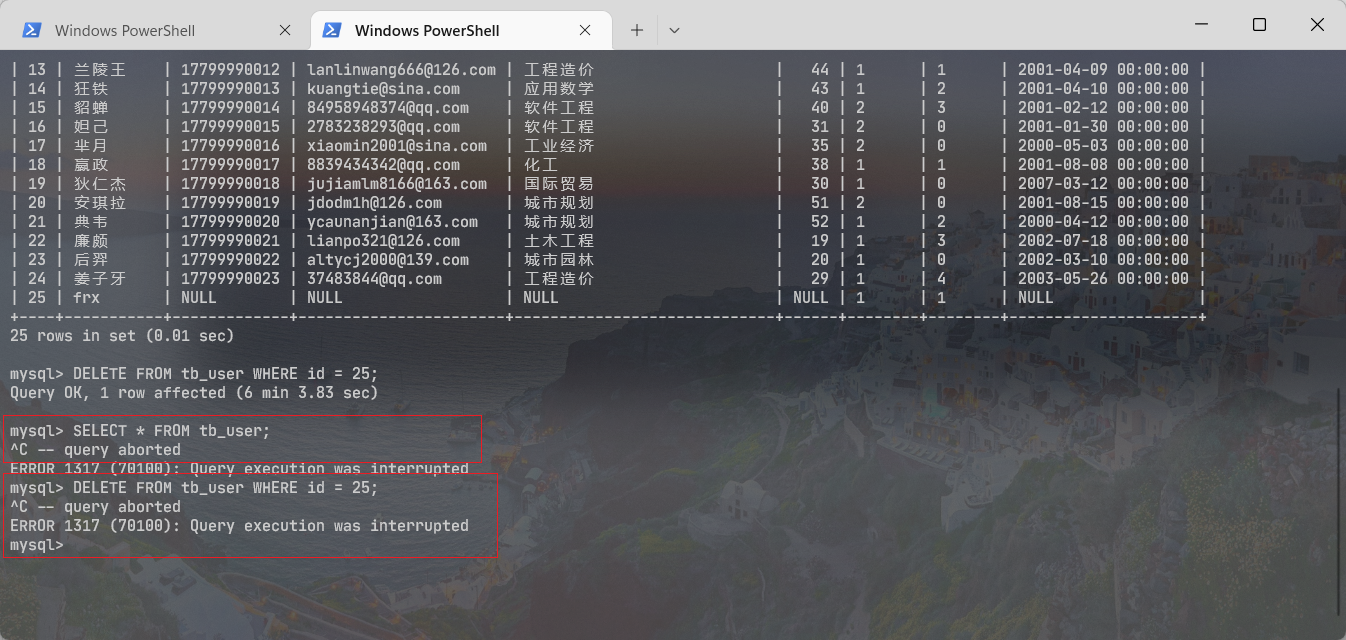 Windows PowerShell
Windows PowerShell
| 13 | 兰陵王 | 17799990012 | lanlinwang666@126.com | 工程造价 | 44 | 1 | 1 | 2001-04-09 00:00:00 |
| 14 | 狂铁 | 17799990013 | kuangtie@sina.com | 应用数学 | 43 | 1 | 2 | 2001-04-10 00:00:00 |
| 15 | 貂蝉 | 17799990014 | 84958948374@qq.com | 软件工程 | 40 | 2 | 3 | 2001-02-12 00:00:00 |
| 16 | 妲己 | 17799990015 | 2783238293@qq.com | 软件工程 | 31 | 2 | 0 | 2001-01-30 00:00:00 |
| 17 | 芈月 | 17799990016 | xiaomin2001@sina.com | 工业经济 | 35 | 2 | 0 | 2000-05-03 00:00:00 |
| 18 | 嬴政 | 17799990017 | 8839434342@qq.com | 化工 | 38 | 1 | 1 | 2001-08-08 00:00:00 |
| 19 | 狄仁杰 | 17799990018 | jujiamlm8166@163.com | 国际贸易 | 30 | 1 | 0 | 2007-03-12 00:00:00 |
| 20 | 安琪拉 | 17799990019 | jdodm1h@126.com | 城市规划 | 51 | 2 | 0 | 2001-08-15 00:00:00 |
| 21 | 典韦 | 17799990020 | ycaunanjian@163.com | 城市规划 | 52 | 1 | 2 | 2000-04-12 00:00:00 |
| 22 | 廉颇 | 17799990021 | lianpo321@126.com | 土木工程 | 19 | 1 | 3 | 2002-07-18 00:00:00 |
| 23 | 后羿 | 17799990022 | altycj2000@139.com | 城市园林 | 20 | 1 | 0 | 2002-03-10 00:00:00 |
| 24 | 姜子牙 | 17799990023 | 37483844@qq.com | 工程造价 | 29 | 1 | 4 | 2003-05-26 00:00:00 |
| 25 | frx | NULL | NULL | NULL | NULL | 1 | 1 | NULL |
+----+-----------+-------------+-----------------------+-----------------------------+------+--------+--------+---------------------+
25 rows in set (0.01 sec)
mysql> DELETE FROM tb_user WHERE id = 25;
Query OK, 1 row affected (6 min 3.83 sec)
mysql> SELECT * FROM tb_user;
^C -- query aborted
ERROR 1317 (70100): Query execution was interrupted
mysql> DELETE FROM tb_user WHERE id = 25;
^C -- query aborted
ERROR 1317 (70100): Query execution was interrupted
mysql>